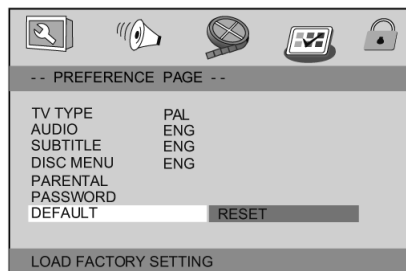 -- PREFERENCE PAGE --
TV TYPE PAL
AUDIO ENG
SUBTITLE ENG
DISC MENU ENG
PARENTAL
PASSWORD
DEFAULT RESET
LOAD FACTORY SETTING